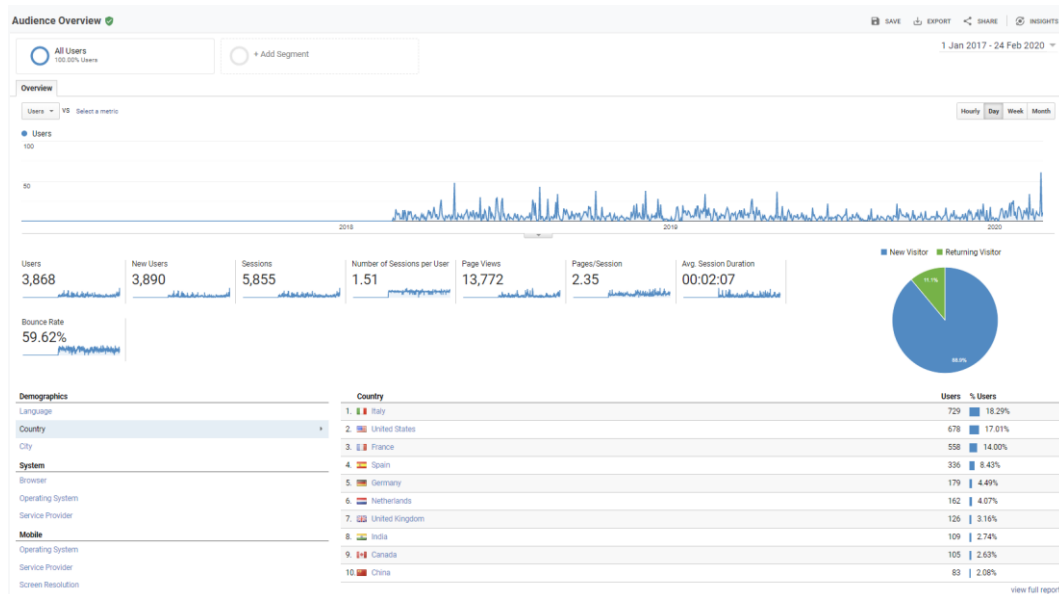 Audience Overview
SAVE EXPORT SHARE INSIGHTS
All Users
100.00% Users
+ Add Segment
1 Jan 2017 - 24 Feb 2020
Overview
Users VS Select a metric
Hourly Day Week Month
Users
100
50
2018 2019 2020
New Visitor Returning Visitor
Users
3,868
New Users
3,890
Sessions
5,855
Number of Sessions per User
1.51
Page Views
13,772
Pages/Session
2.35
Avg. Session Duration
00:02:07
Bounce Rate
59.62%
11.1%
Demographics
Language
Country
City
System
Browser
Operating System
Service Provider
Mobile
Operating System
Service Provider
Screen Resolution
Country Users % Users
1. Italy 729 18.29%
2. United States 678 17.01%
3. France 558 14.00%
4. Spain 336 8.43%
5. Germany 179 4.49%
6. Netherlands 162 4.07%
7. United Kingdom 126 3.16%
8. India 109 2.74%
9. Canada 105 2.63%
10. China 83 2.08%
view full report